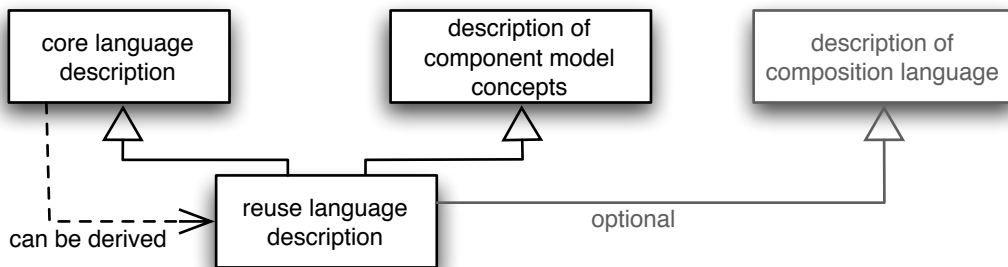 core language
description
description of
component model
concepts
description of
composition language
reuse language
description
can be derived
optional